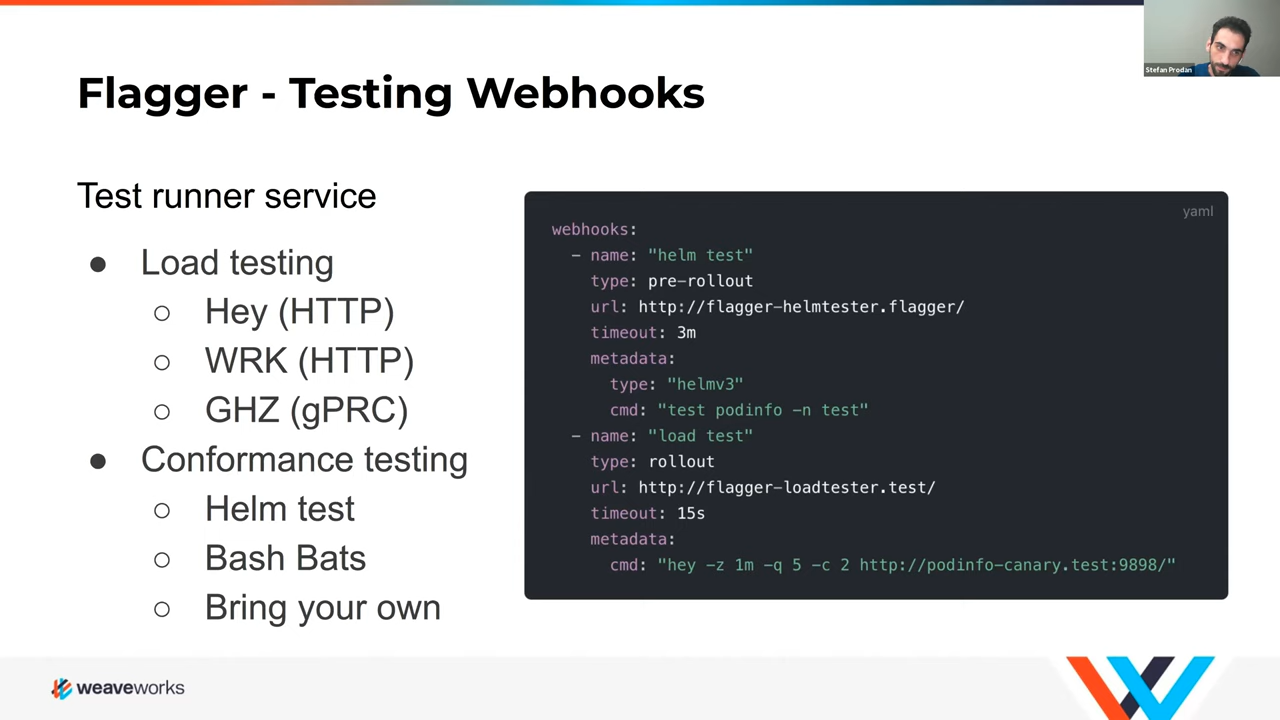 Stefan Prodan
Flagger - Testing Webhooks
Test runner service
● Load testing
○ Hey (HTTP)
○ WRK (HTTP)
○ GHZ (gPRC)
● Conformance testing
○ Helm test
○ Bash Bats
○ Bring your own
yaml
webhooks:
  - name: "helm test"
    type: pre-rollout
    url: http://flagger-helmtester.flagger/
    timeout: 3m
    metadata:
      type: "helmv3"
      cmd: "test podinfo -n test"
  - name: "load test"
    type: rollout
    url: http://flagger-loadtester.test/
    timeout: 15s
    metadata:
      cmd: "hey -z 1m -q 5 -c 2 http://podinfo-canary.test:9898/"
weaveworks